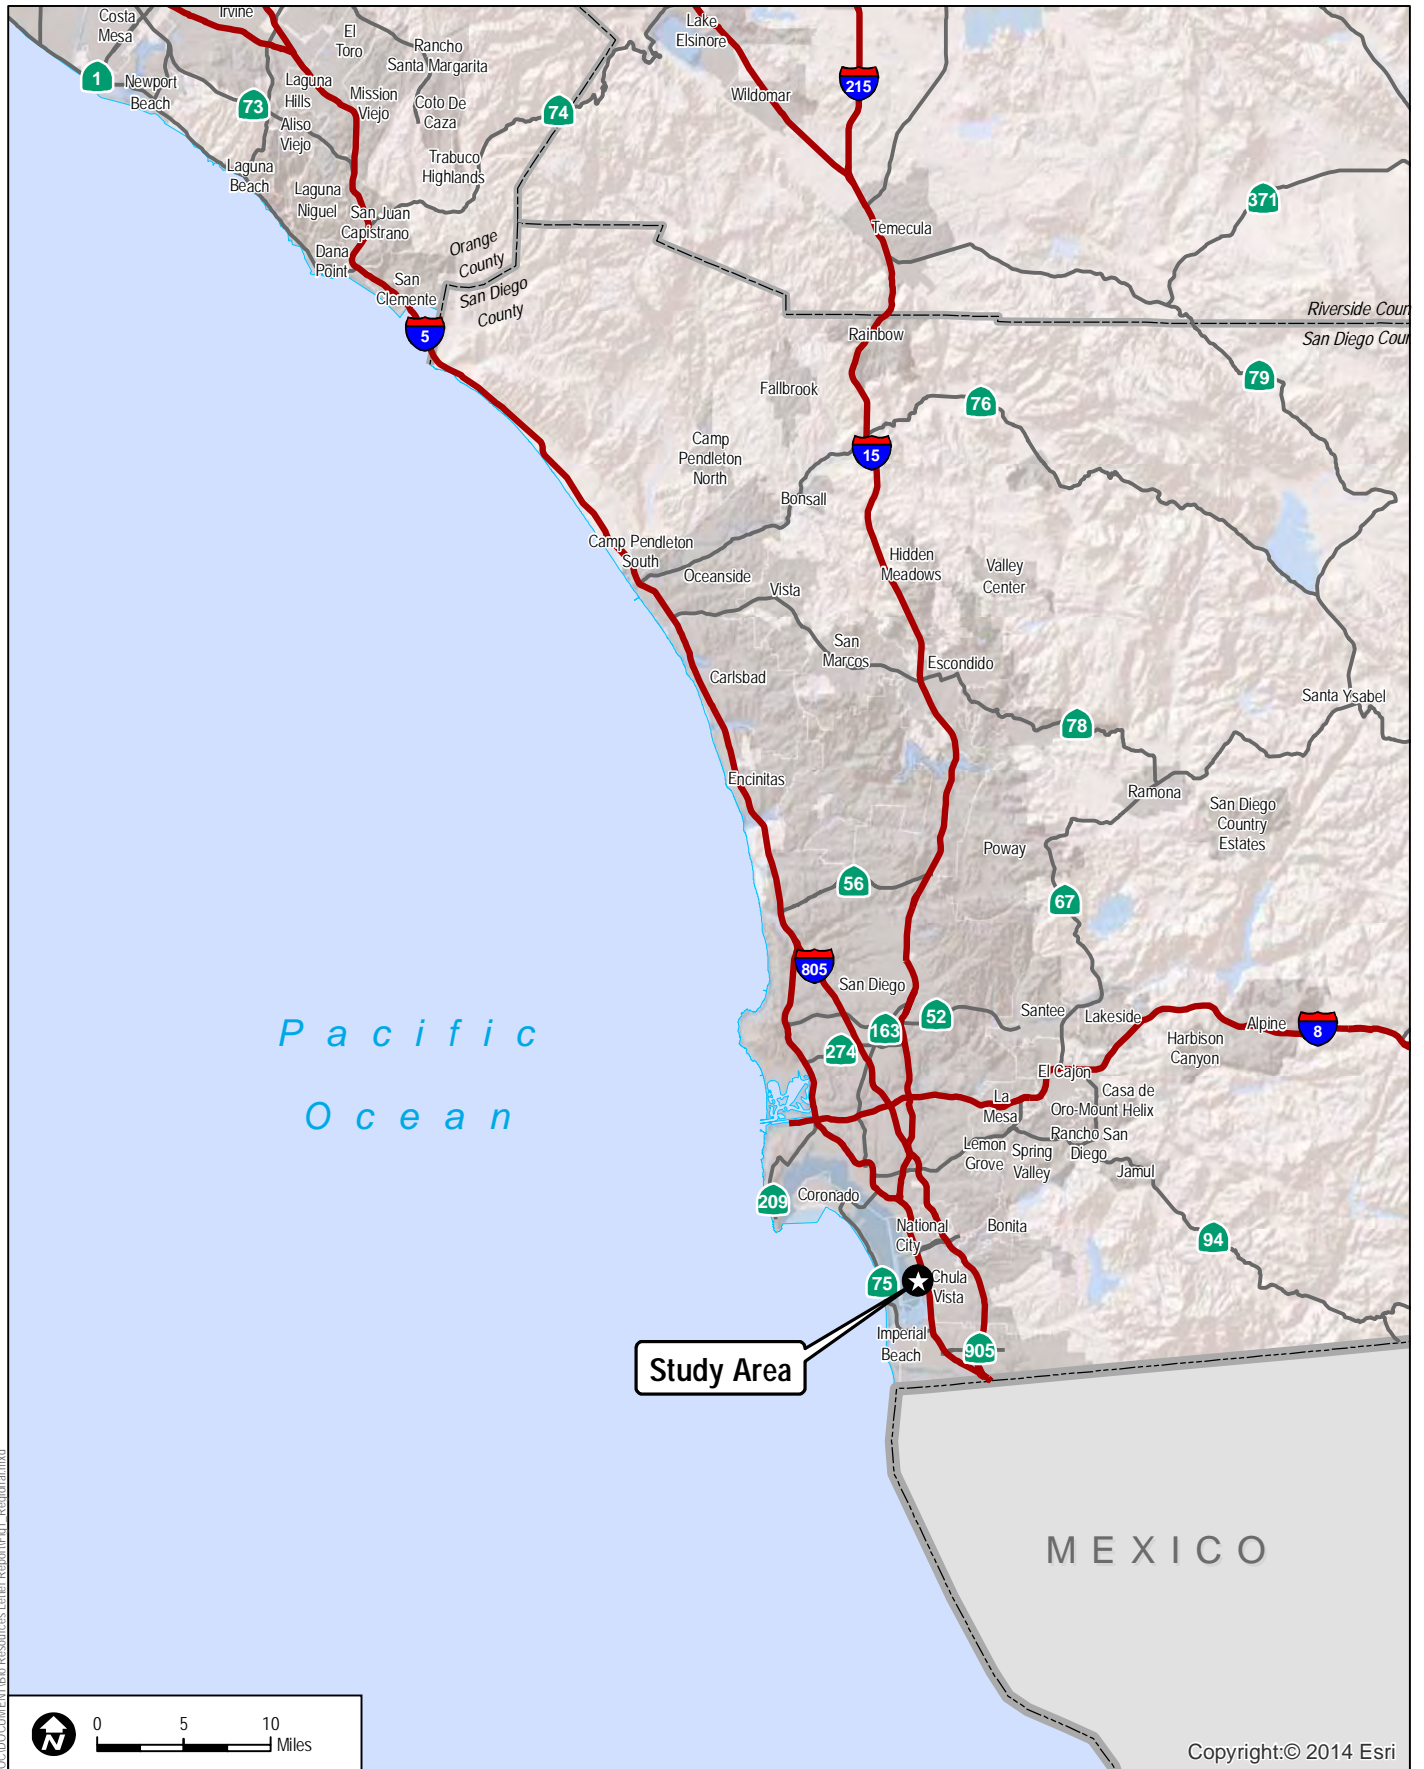 Costa
Mesa
Irvine
El
Toro
Rancho
Santa Margarita
Lake
Elsinore
1
Newport
Beach
73
Laguna
Hills
Mission
Viejo
Coto De
Caza
74
Wildomar
215
Aliso
Viejo
Trabuco
Highlands
Laguna
Beach
Laguna
Niguel
San Juan
Capistrano
371
Temecula
Dana
Point
Orange
County
San
Clemente
San Diego
County
5
Riverside Coun
San Diego Coun
Rainbow
79
Fallbrook
76
Camp
Pendleton
North
15
Bonsall
Camp Pendleton
South
Hidden
Meadows
Valley
Center
Oceanside
Vista
San
Marcos
Escondido
Carlsbad
Santa Ysabel
78
Encinitas
Ramona
San Diego
Country
Estates
Poway
56
67
805
San Diego
52
Santee
Lakeside
163
274
Alpine
8
Harbison
Canyon
El Cajon
La
Mesa
Casa de
Oro-Mount Helix
Lemon
Grove
Spring
Valley
Rancho San
Diego
Jamul
209
Coronado
National
City
Bonita
94
75
Chula
Vista
Imperial
Beach
905
Study Area
Pacific
Ocean
MEXICO
0 5 10
Miles
N
Copyright:© 2014 Esri